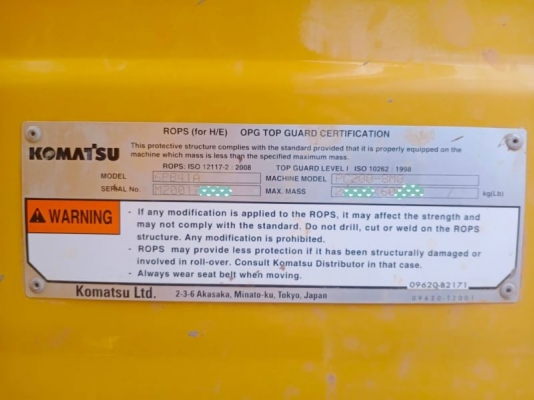 ROPS (for H/E) OPG TOP GUARD CERTIFICATION
KOMATSU
This protective structure complies with the standard provided that it is properly equipped on the
machine which mass is less than the specified maximum mass.
ROPS: ISO 12117-2 : 2008 TOP GUARD LEVEL I ISO 10262 : 1998
MODEL MACHINE MODEL
SERIAL No. MAX. MASS / kg(Lb)
WARNING
- If any modification is applied to the ROPS, it may affect the strength and
may not comply with the standard. Do not drill, cut or weld on the ROPS
structure. Any modification is prohibited.
- ROPS may provide less protection if it has been structurally damaged or
involved in roll-over. Consult Komatsu Distributor in that case.
- Always wear seat belt when moving.
09620-B2171
Komatsu Ltd. 2-3-6 Akasaka, Minato-ku, Tokyo, Japan